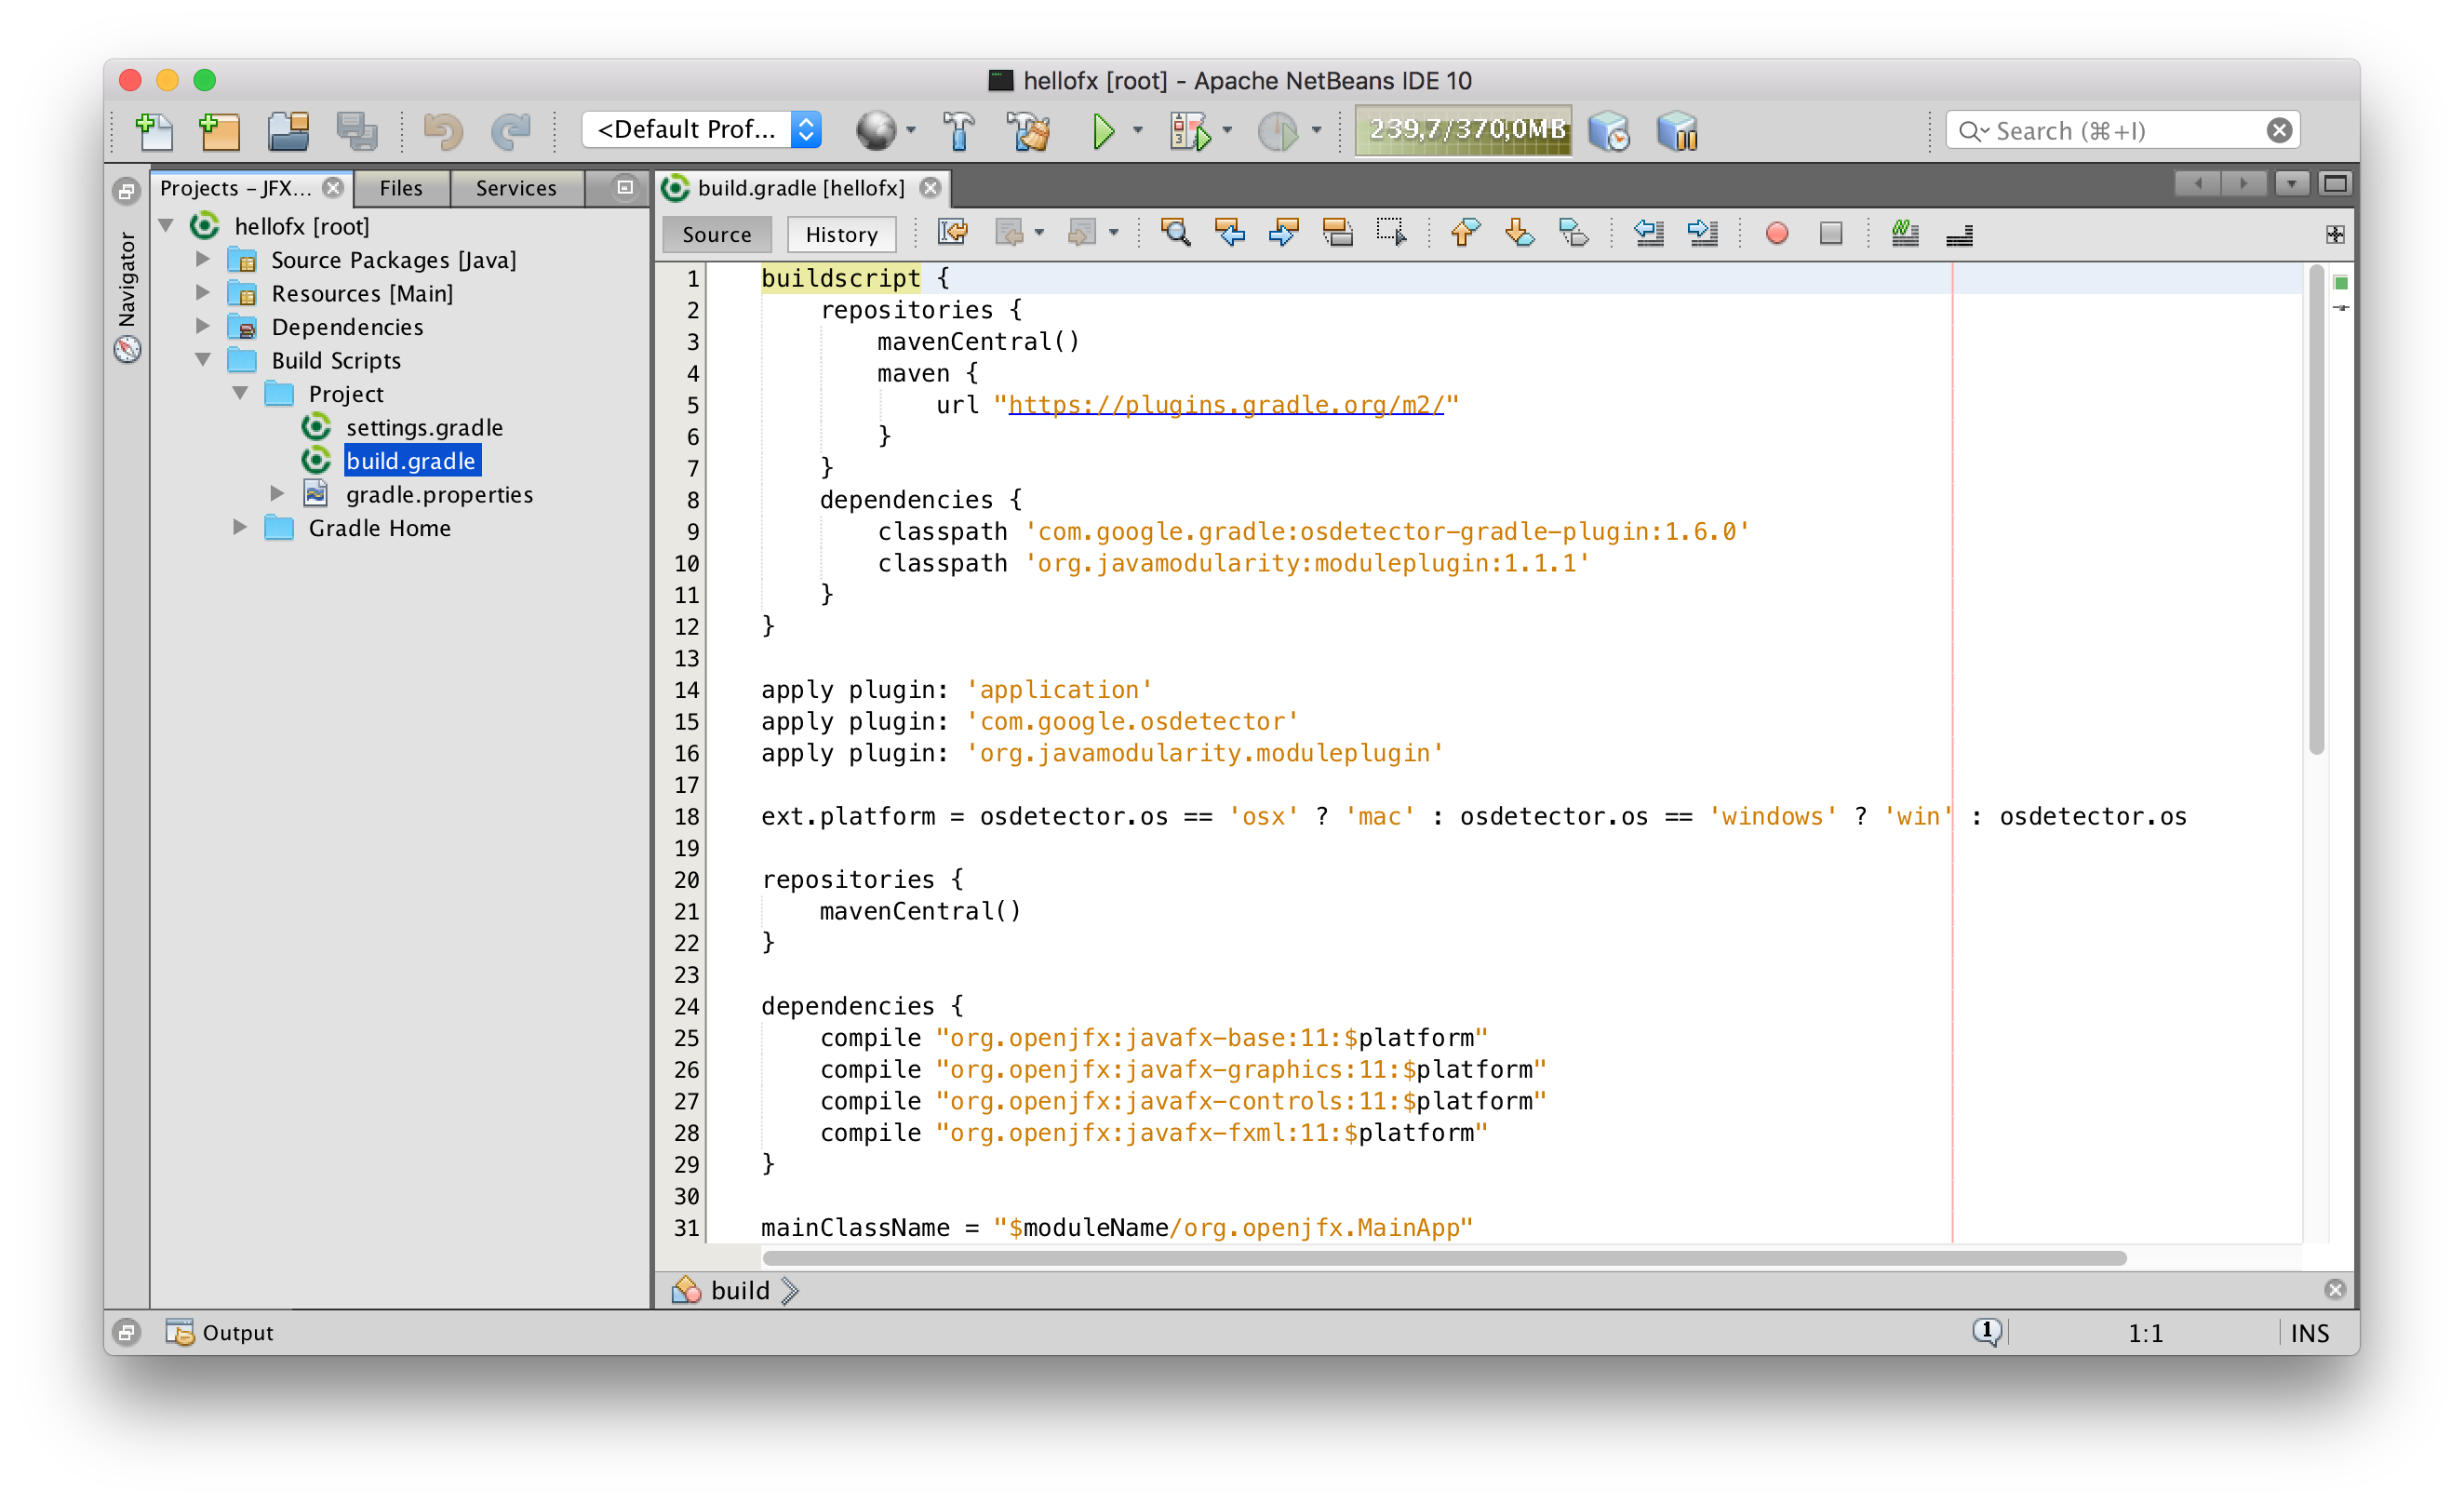 hellofx [root] - Apache NetBeans IDE 10
<Default Prof...
239,7/370,0MB
Search (⌘+I)
Projects – JFX...
Files
Services
build.gradle [hellofx]
Navigator
hellofx [root]
Source Packages [Java]
Resources [Main]
Dependencies
Build Scripts
Project
settings.gradle
build.gradle
gradle.properties
Gradle Home
Source
History
1 buildscript {
2     repositories {
3         mavenCentral()
4         maven {
5             url "https://plugins.gradle.org/m2/"
6         }
7     }
8     dependencies {
9         classpath 'com.google.gradle:osdetector-gradle-plugin:1.6.0'
10         classpath 'org.javamodularity:moduleplugin:1.1.1'
11     }
12 }
13
14 apply plugin: 'application'
15 apply plugin: 'com.google.osdetector'
16 apply plugin: 'org.javamodularity.moduleplugin'
17
18 ext.platform = osdetector.os == 'osx' ? 'mac' : osdetector.os == 'windows' ? 'win' : osdetector.os
19
20 repositories {
21     mavenCentral()
22 }
23
24 dependencies {
25     compile "org.openjfx:javafx-base:11:$platform"
26     compile "org.openjfx:javafx-graphics:11:$platform"
27     compile "org.openjfx:javafx-controls:11:$platform"
28     compile "org.openjfx:javafx-fxml:11:$platform"
29 }
30
31 mainClassName = "$moduleName/org.openjfx.MainApp"
build
Output
1
1:1
INS